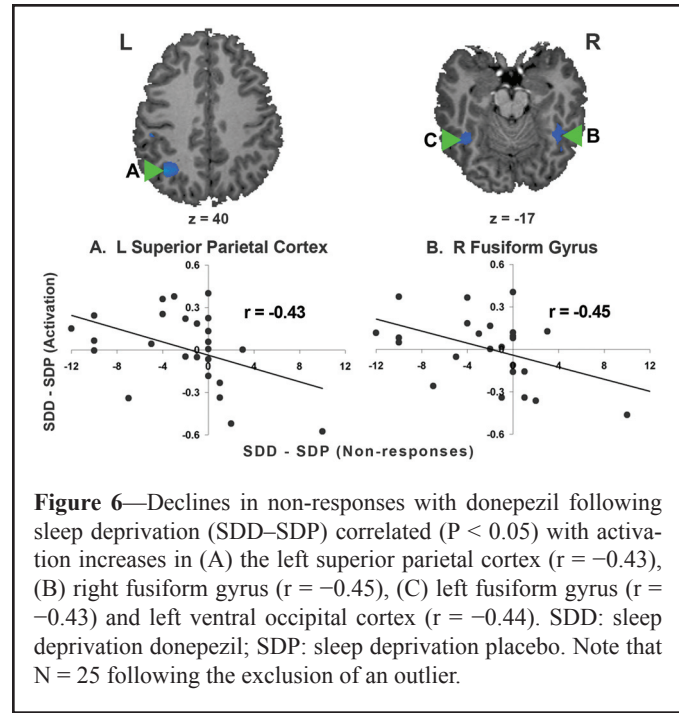 L R
A C B
z = 40 z = -17
A. L Superior Parietal Cortex B. R Fusiform Gyrus
SDD - SDP (Activation)
0.6 0.6
r = -0.43 r = -0.45
0.3 0.3
0 0
-12 -8 -4 0 4 8 12 -12 -8 -4 0 4 8 12
-0.3 -0.3
-0.6 -0.6
SDD - SDP (Non-responses)
Figure 6—Declines in non-responses with donepezil following
sleep deprivation (SDD–SDP) correlated (P < 0.05) with activa-
tion increases in (A) the left superior parietal cortex (r = −0.43),
(B) right fusiform gyrus (r = −0.45), (C) left fusiform gyrus (r =
−0.43) and left ventral occipital cortex (r = −0.44). SDD: sleep
deprivation donepezil; SDP: sleep deprivation placebo. Note that
N = 25 following the exclusion of an outlier.